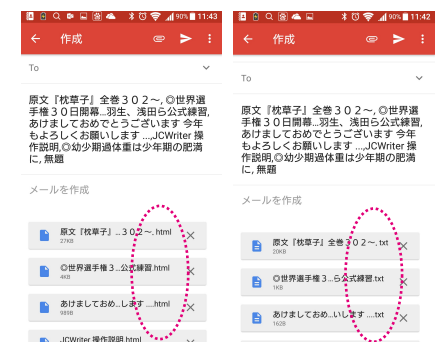 90% 11:43
作成
To
原文『枕草子』全巻３０２～, ◎世界選
手権３０日開幕…羽生、浅田ら公式練習,
あけましておめでとうございます 今年
もよろしくお願いします ...,JCWriter 操
作説明,◎幼少期過体重は少年期の肥満
に, 無題
メールを作成
原文『枕草子』...３０２～. html
27KB
◎世界選手権３...公式練習.html
4KB
あけましておめ...します ....html
989B
JCWriter 操作説明.html
90% 11:42
作成
To
原文『枕草子』全巻３０２～, ◎世界選
手権３０日開幕…羽生、浅田ら公式練習,
あけましておめでとうございます 今年
もよろしくお願いします ...,JCWriter 操
作説明,◎幼少期過体重は少年期の肥満
に, 無題
メールを作成
原文『枕草子』全巻３０２～. txt
20KB
◎世界選手権３...ら公式練習.txt
1KB
あけましておめ...いします ....txt
162B